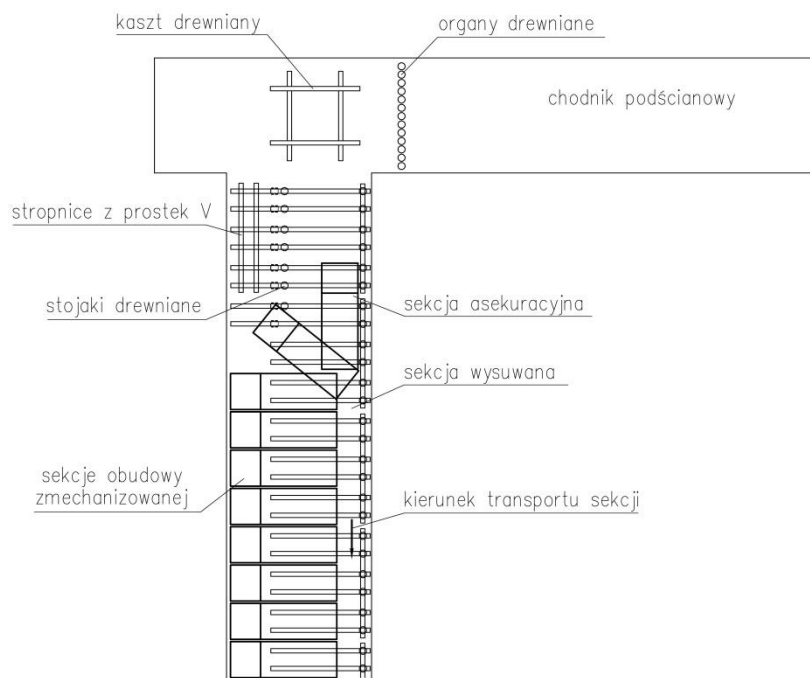 kaszt drewniany
organy drewniane
chodnik podścianowy
stropnice z prostek V
stojaki drewniane
sekcja asekuracyjna
sekcja wysuwana
sekcje obudowy
zmechanizowanej
kierunek transportu sekcji